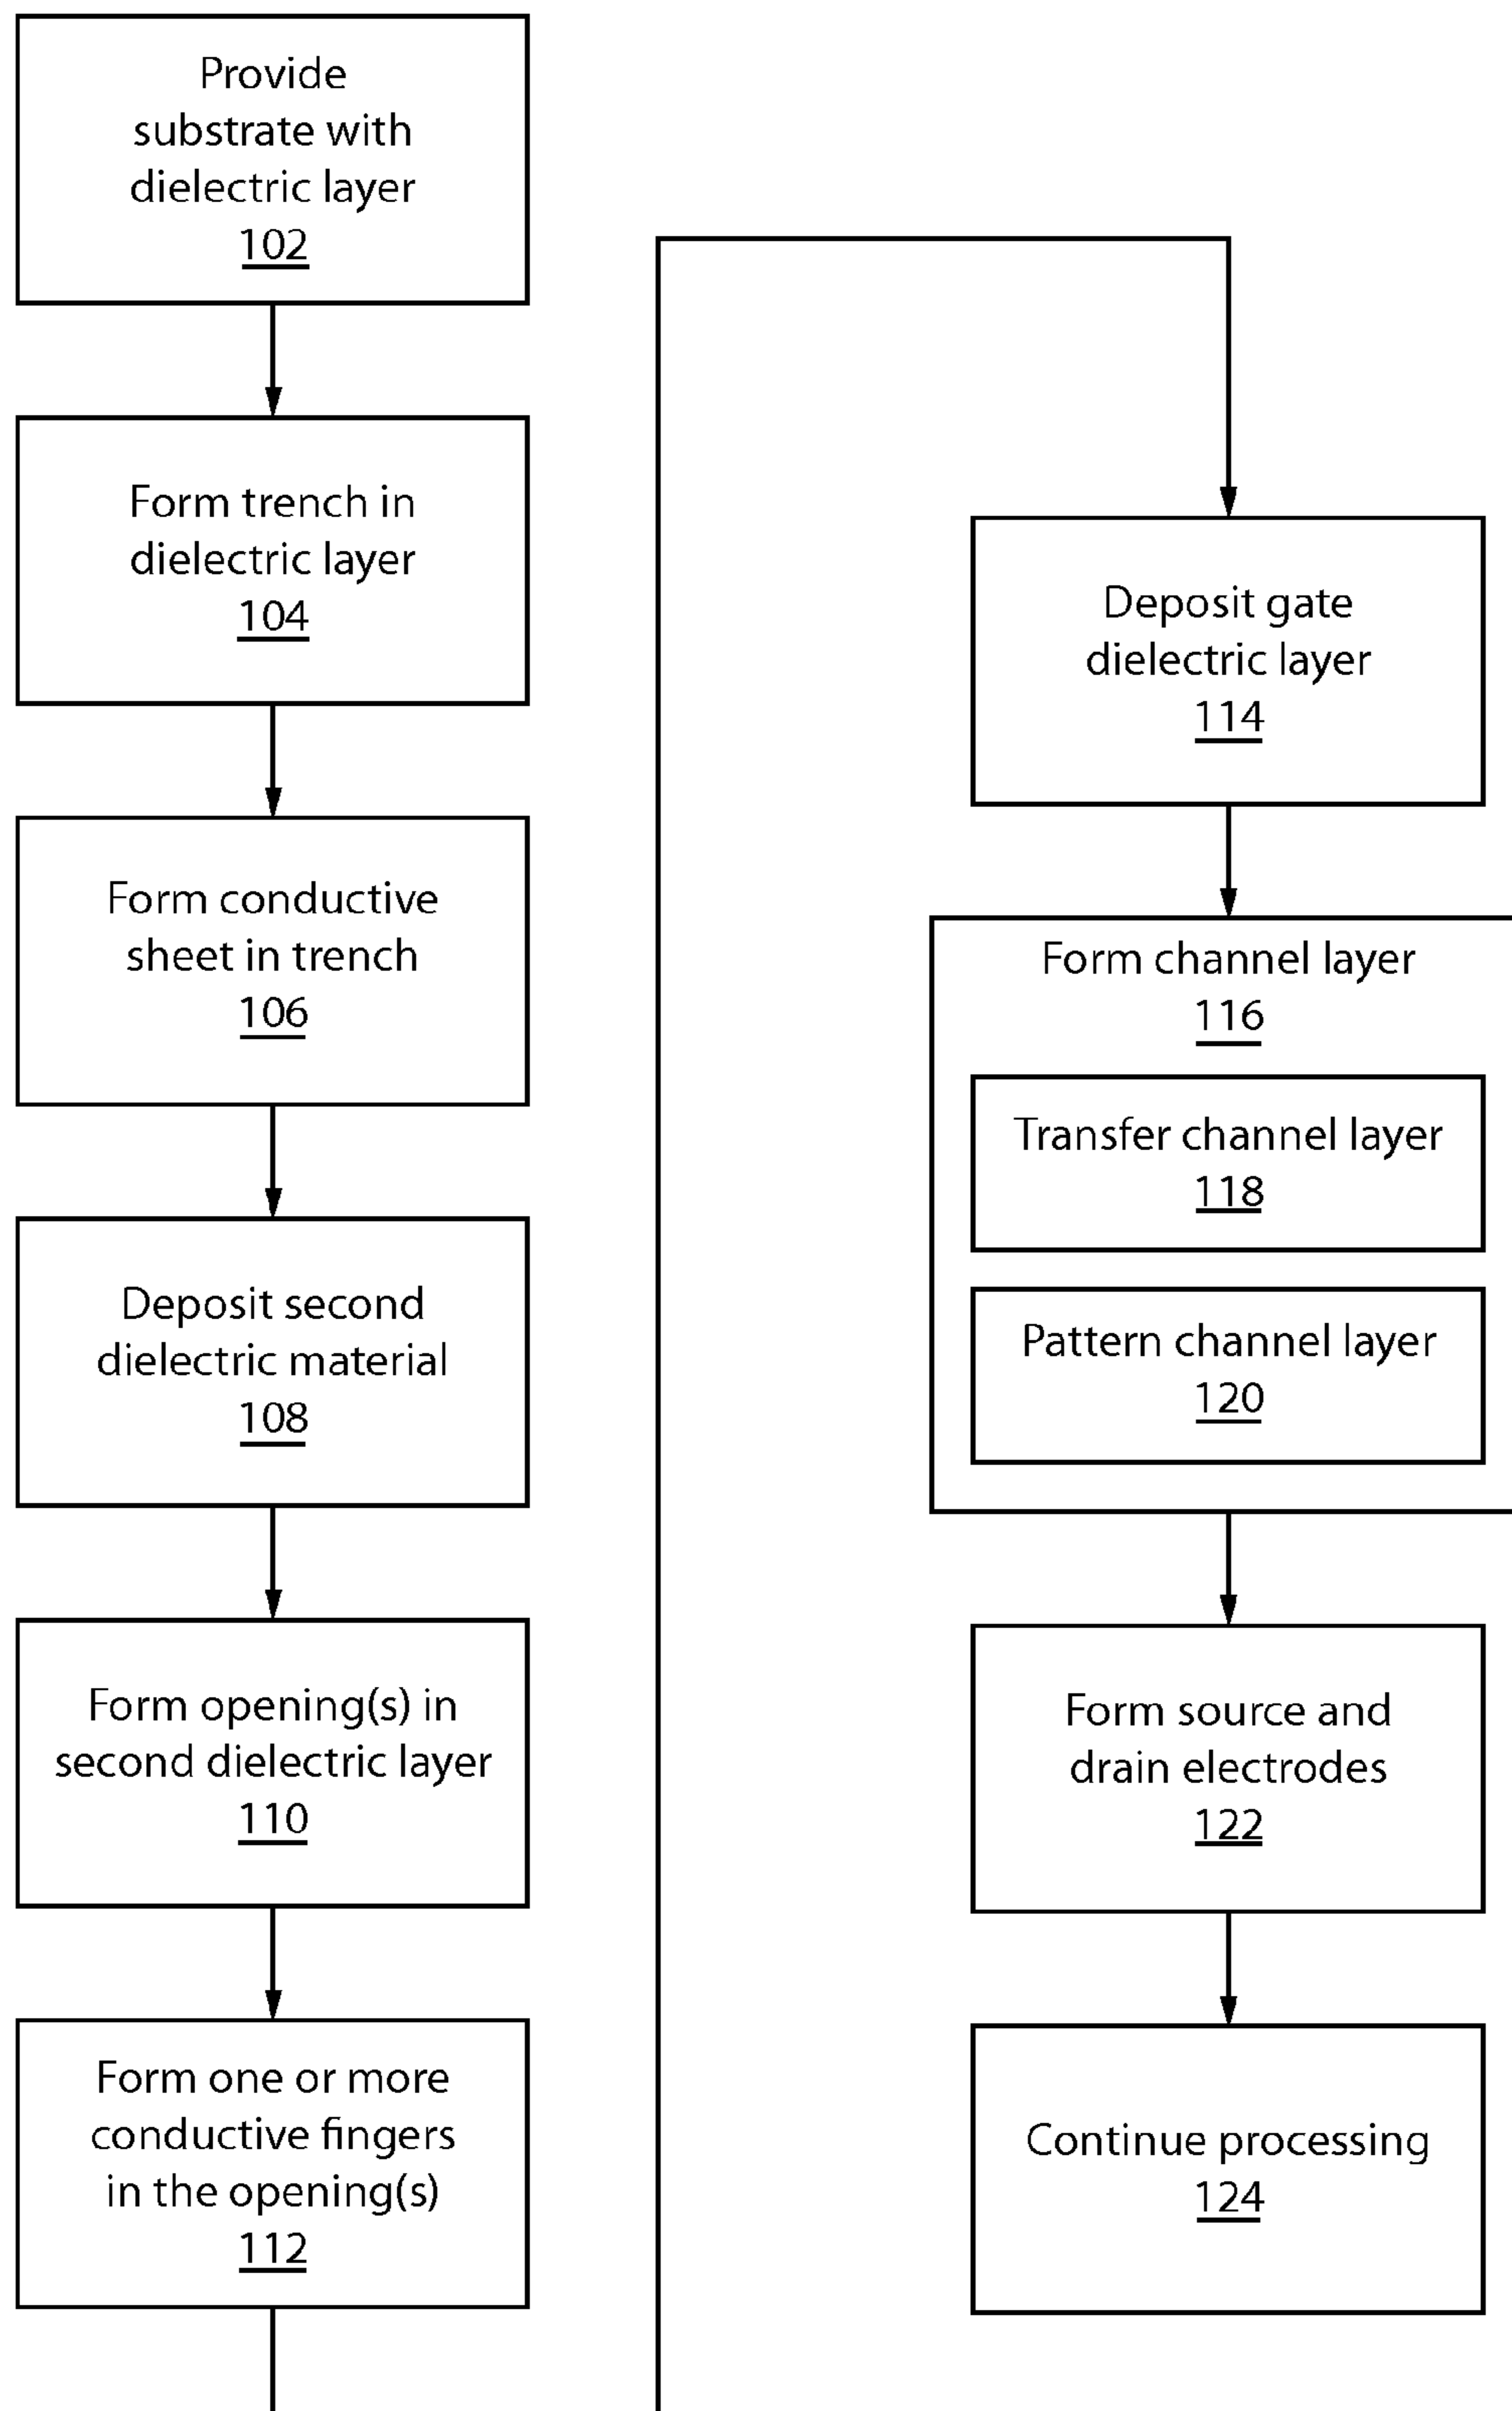 Provide
substrate with
dielectric layer
102
Form trench in
dielectric layer
104
Form conductive
sheet in trench
106
Deposit second
dielectric material
108
Form opening(s) in
second dielectric layer
110
Form one or more
conductive fingers
in the opening(s)
112
Deposit gate
dielectric layer
114
Form channel layer
116
Transfer channel layer
118
Pattern channel layer
120
Form source and
drain electrodes
122
Continue processing
124